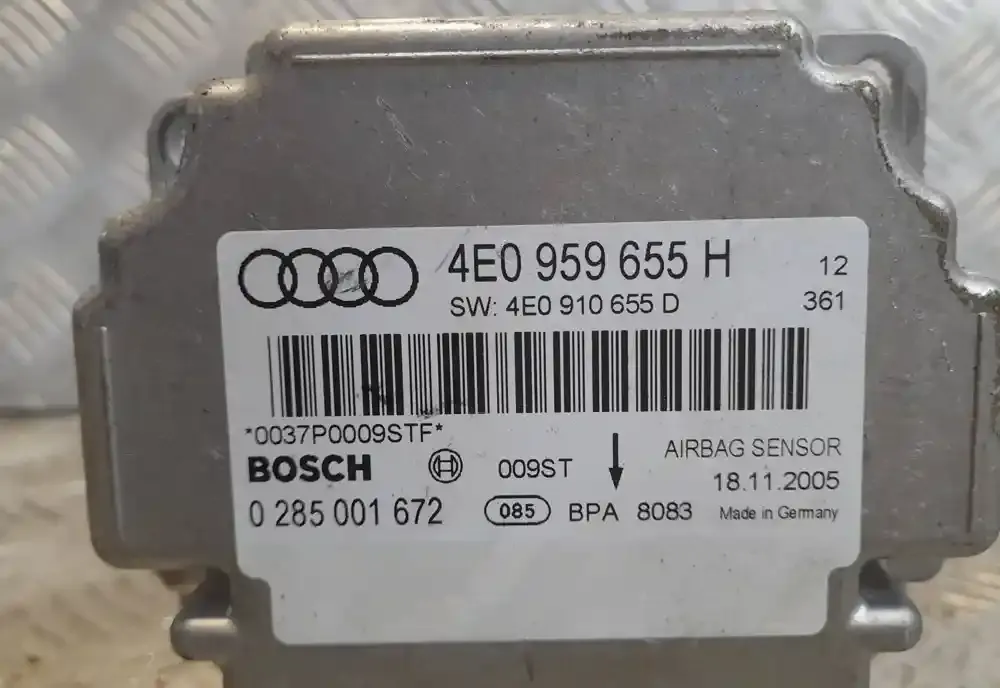 4E0 959 655 H 12
SW: 4E0 910 655 D 361
*0037P0009STF*
BOSCH 009ST AIRBAG SENSOR
18.11.2005
0 285 001 672 085 BPA 8083 Made in Germany